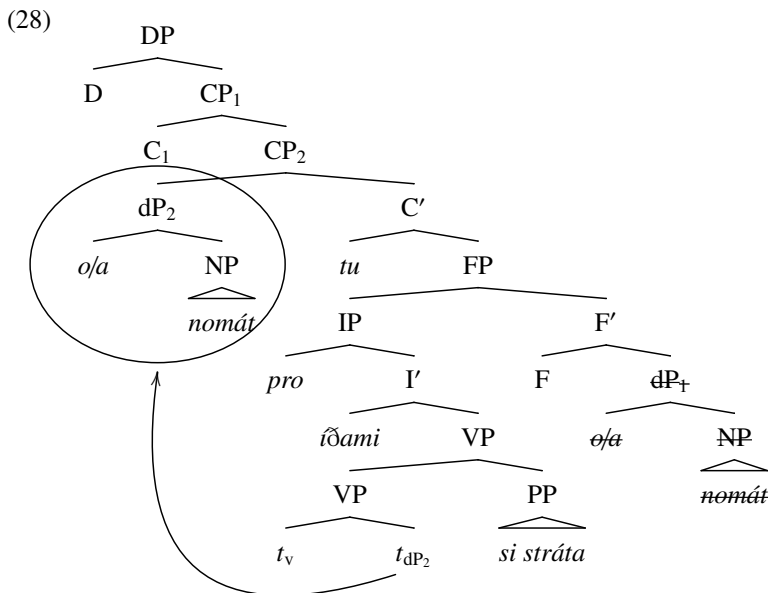 (28)
DP
D CP₁
C₁ CP₂
dP₂ C′
o/a NP tu FP
nomát IP F′
pro I′ F dP₁
íðami VP o/a NP
VP PP nomát
tᵥ t_dP₂ si stráta